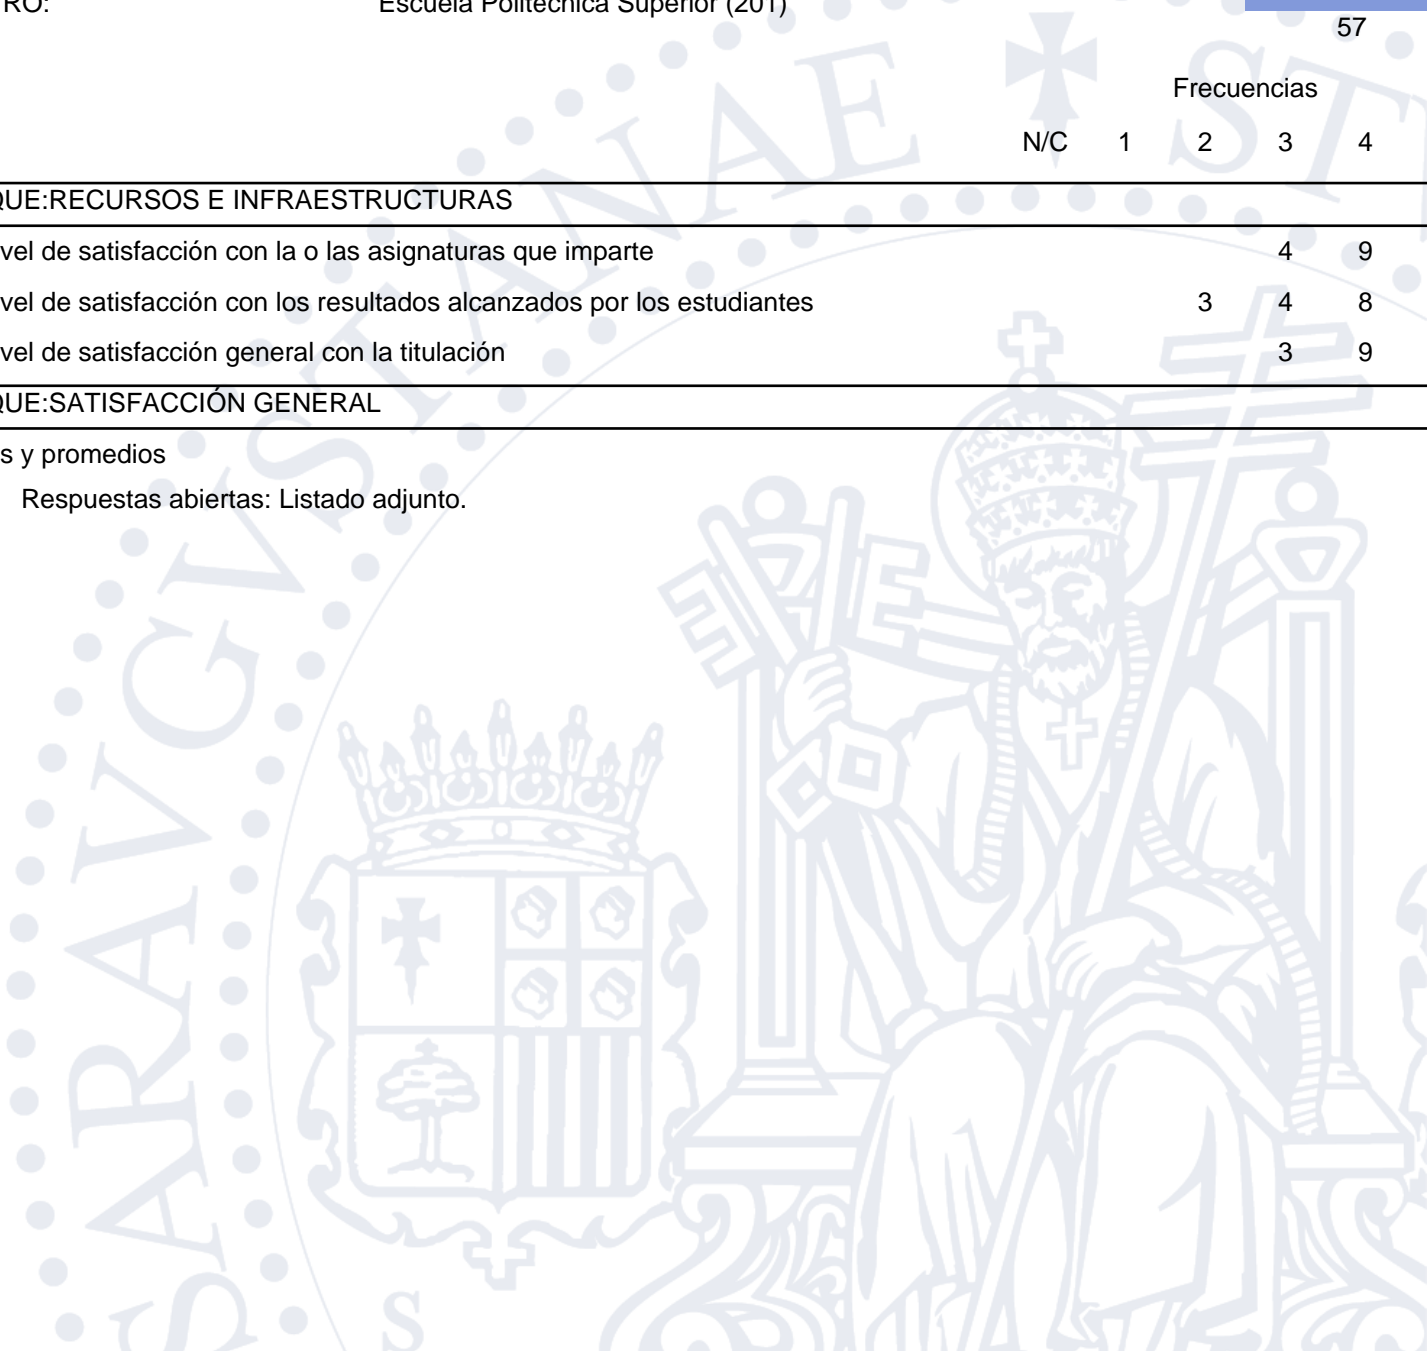 RO: Escuela Politécnica Superior (201)
57
Frecuencias
N/C 1 2 3 4
QUE:RECURSOS E INFRAESTRUCTURAS
vel de satisfacción con la o las asignaturas que imparte 4 9
vel de satisfacción con los resultados alcanzados por los estudiantes 3 4 8
vel de satisfacción general con la titulación 3 9
QUE:SATISFACCIÓN GENERAL
s y promedios
Respuestas abiertas: Listado adjunto.
SARAVGVSTANAE ST
S